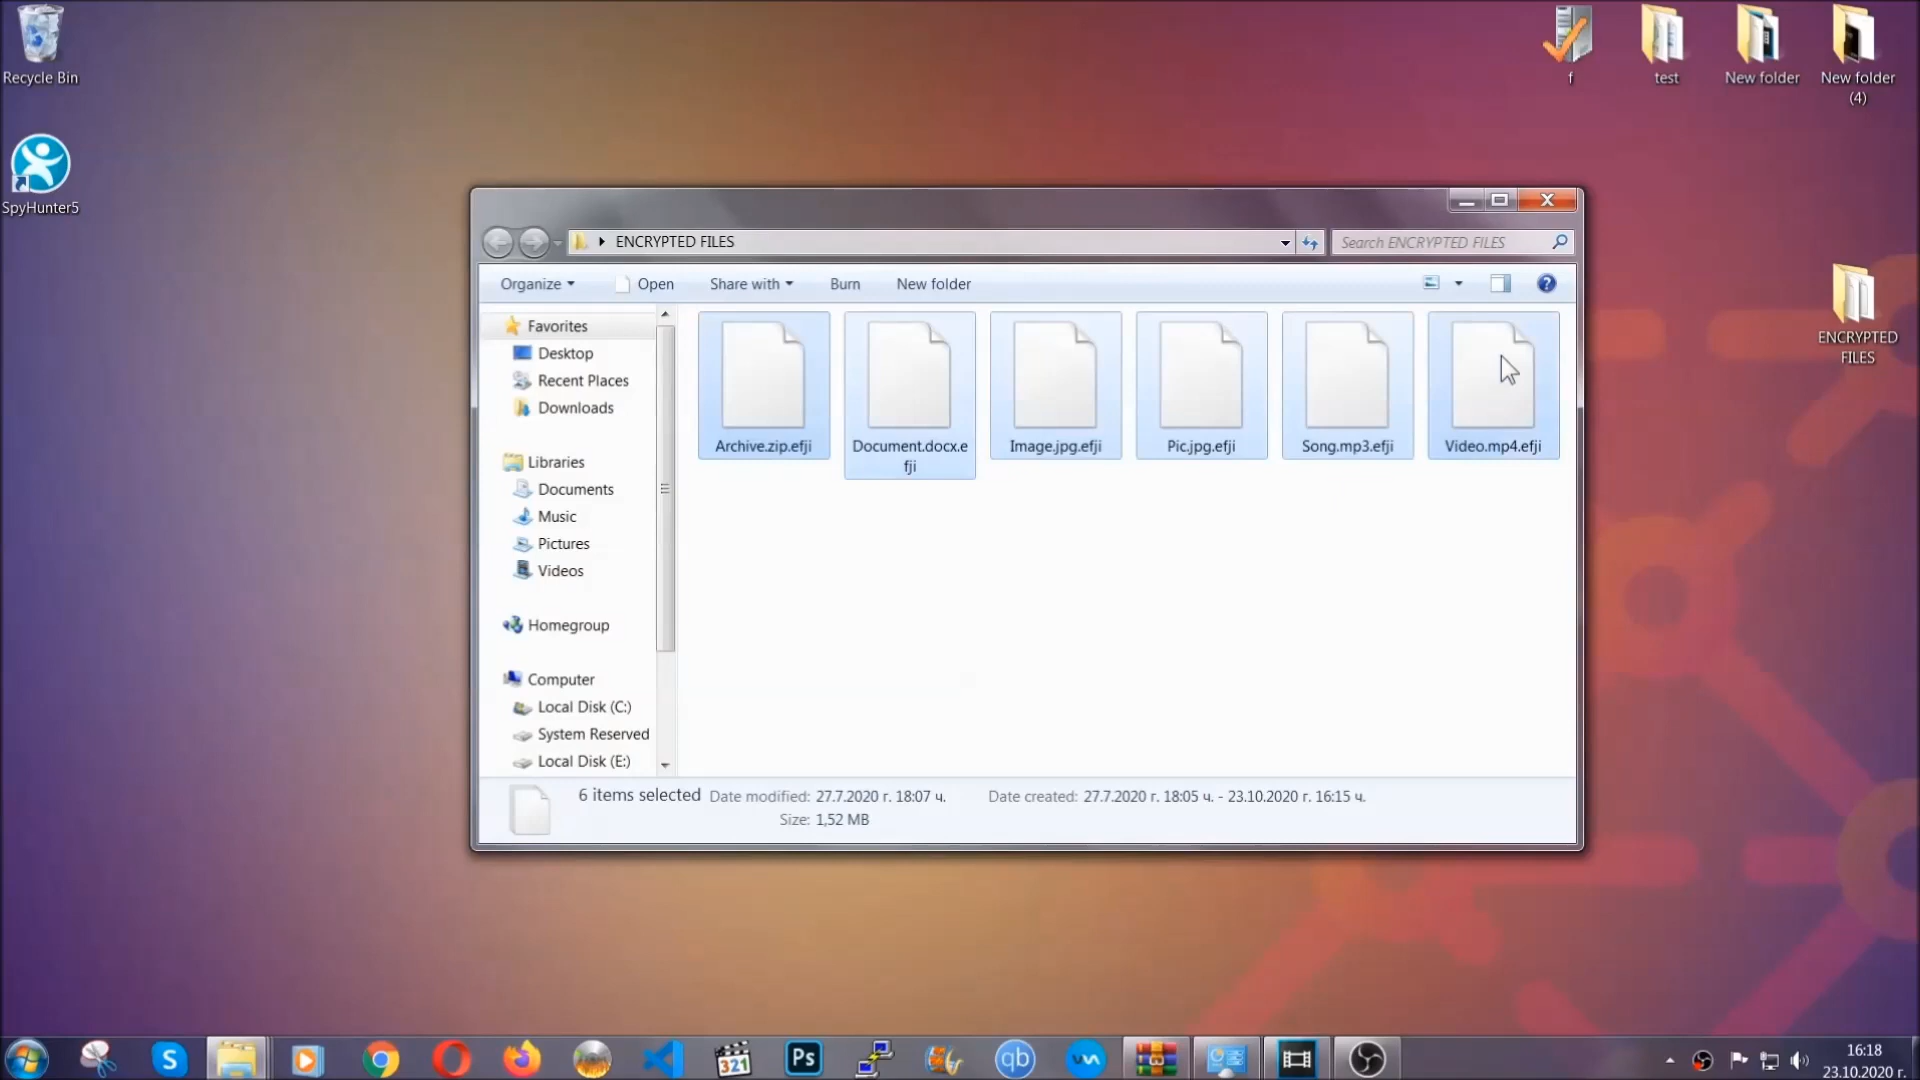 Recycle Bin
SpyHunter5
f
test
New folder
New folder
(4)
ENCRYPTED
FILES
ENCRYPTED FILES
Search ENCRYPTED FILES
Organize
Open
Share with
Burn
New folder
Favorites
Desktop
Recent Places
Downloads
Libraries
Documents
Music
Pictures
Videos
Homegroup
Computer
Local Disk (C:)
System Reserved
Local Disk (E:)
Archive.zip.efji
Document.docx.e
fji
Image.jpg.efji
Pic.jpg.efji
Song.mp3.efji
Video.mp4.efji
6 items selected Date modified: 27.7.2020 г. 18:07 ч. Date created: 27.7.2020 г. 18:05 ч. - 23.10.2020 г. 16:15 ч.
Size: 1,52 MB
S
321
Ps
qb
16:18
23.10.2020 г.